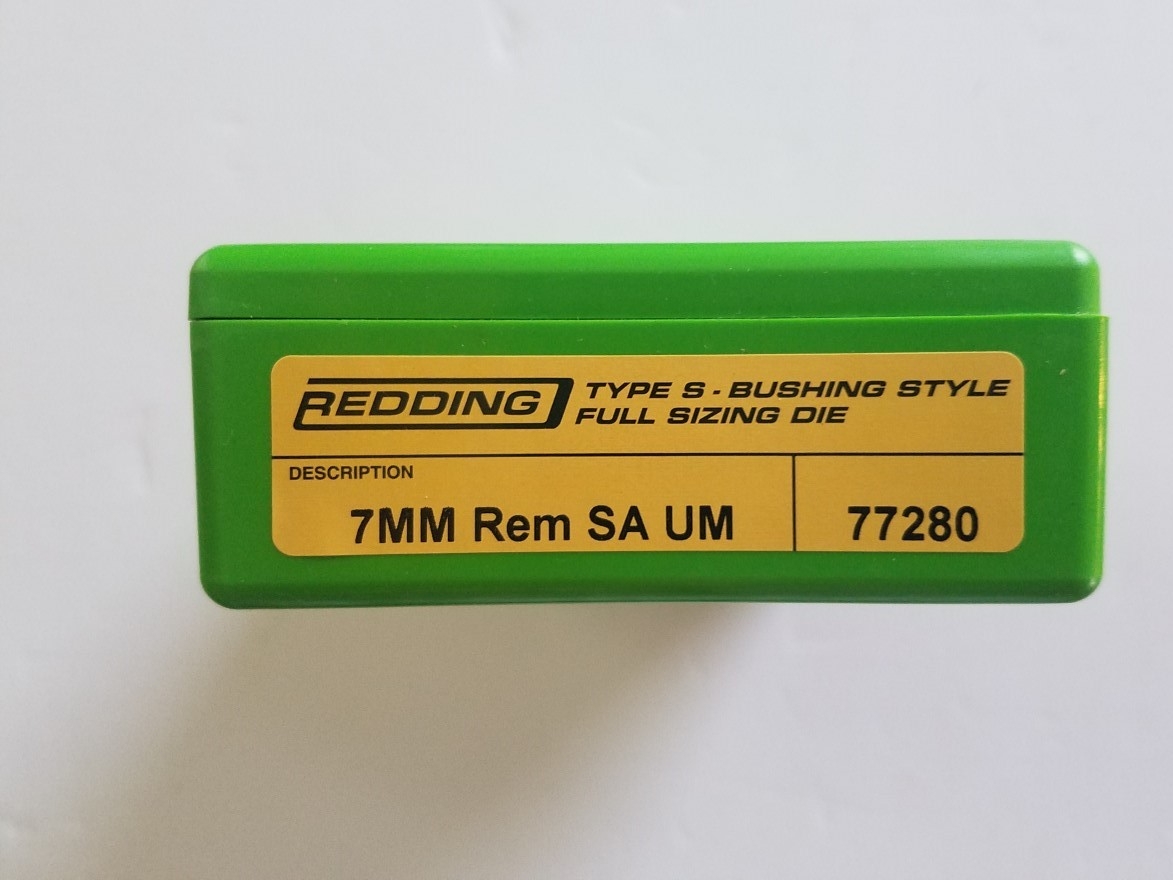 REDDING TYPE S - BUSHING STYLE
FULL SIZING DIE
DESCRIPTION
7MM Rem SA UM 77280